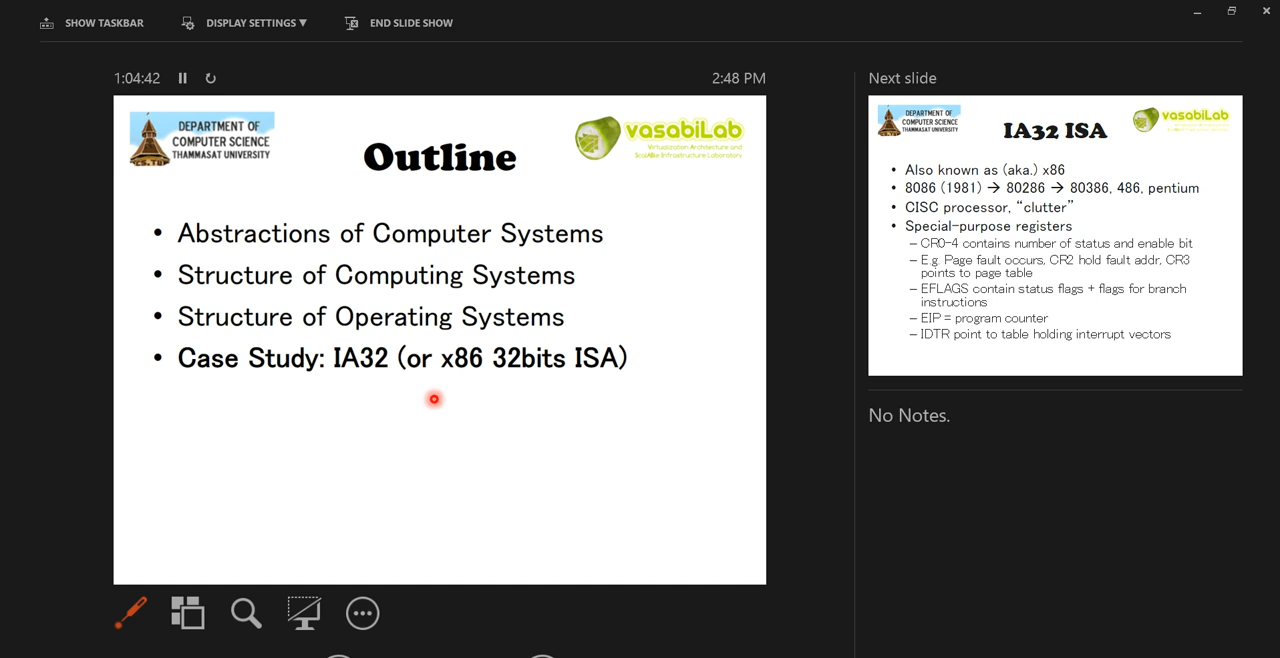 SHOW TASKBAR
DISPLAY SETTINGS ▼
END SLIDE SHOW
1:04:42
2:48 PM
DEPARTMENT OF
COMPUTER SCIENCE
THAMMASAT UNIVERSITY
vasabiLab
Virtualization Architecture and
ScalAble Infrastructure Laboratory
Outline
• Abstractions of Computer Systems
• Structure of Computing Systems
• Structure of Operating Systems
• Case Study: IA32 (or x86 32bits ISA)
Next slide
DEPARTMENT OF
COMPUTER SCIENCE
THAMMASAT UNIVERSITY
vasabiLab
IA32 ISA
• Also known as (aka.) x86
• 8086 (1981) → 80286 → 80386, 486, pentium
• CISC processor, “clutter”
• Special-purpose registers
– CR0-4 contains number of status and enable bit
– E.g. Page fault occurs, CR2 hold fault addr, CR3
points to page table
– EFLAGS contain status flags + flags for branch
instructions
– EIP = program counter
– IDTR point to table holding interrupt vectors
No Notes.